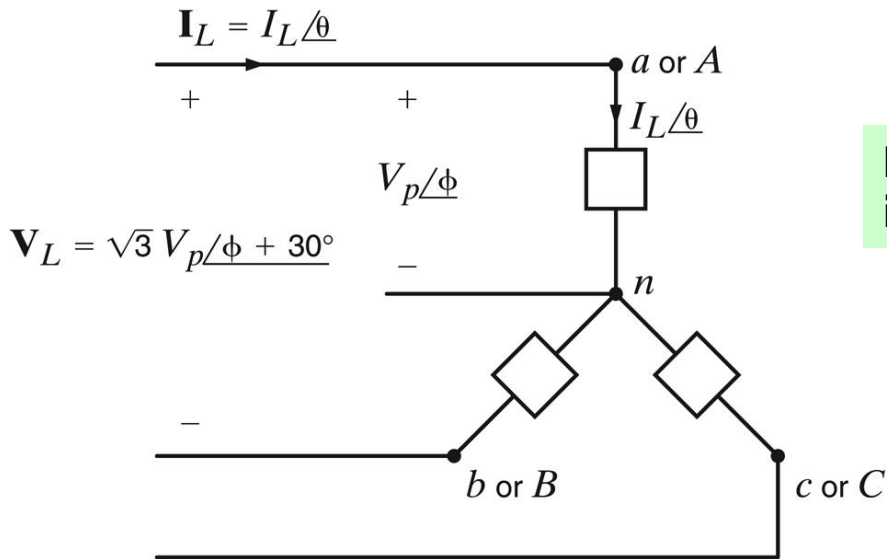 I_L = I_L∠θ
a or A
+ +
I_L∠θ
V_p∠ϕ
V_L = √3 V_p∠ϕ + 30°
−
n
−
b or B
c or C